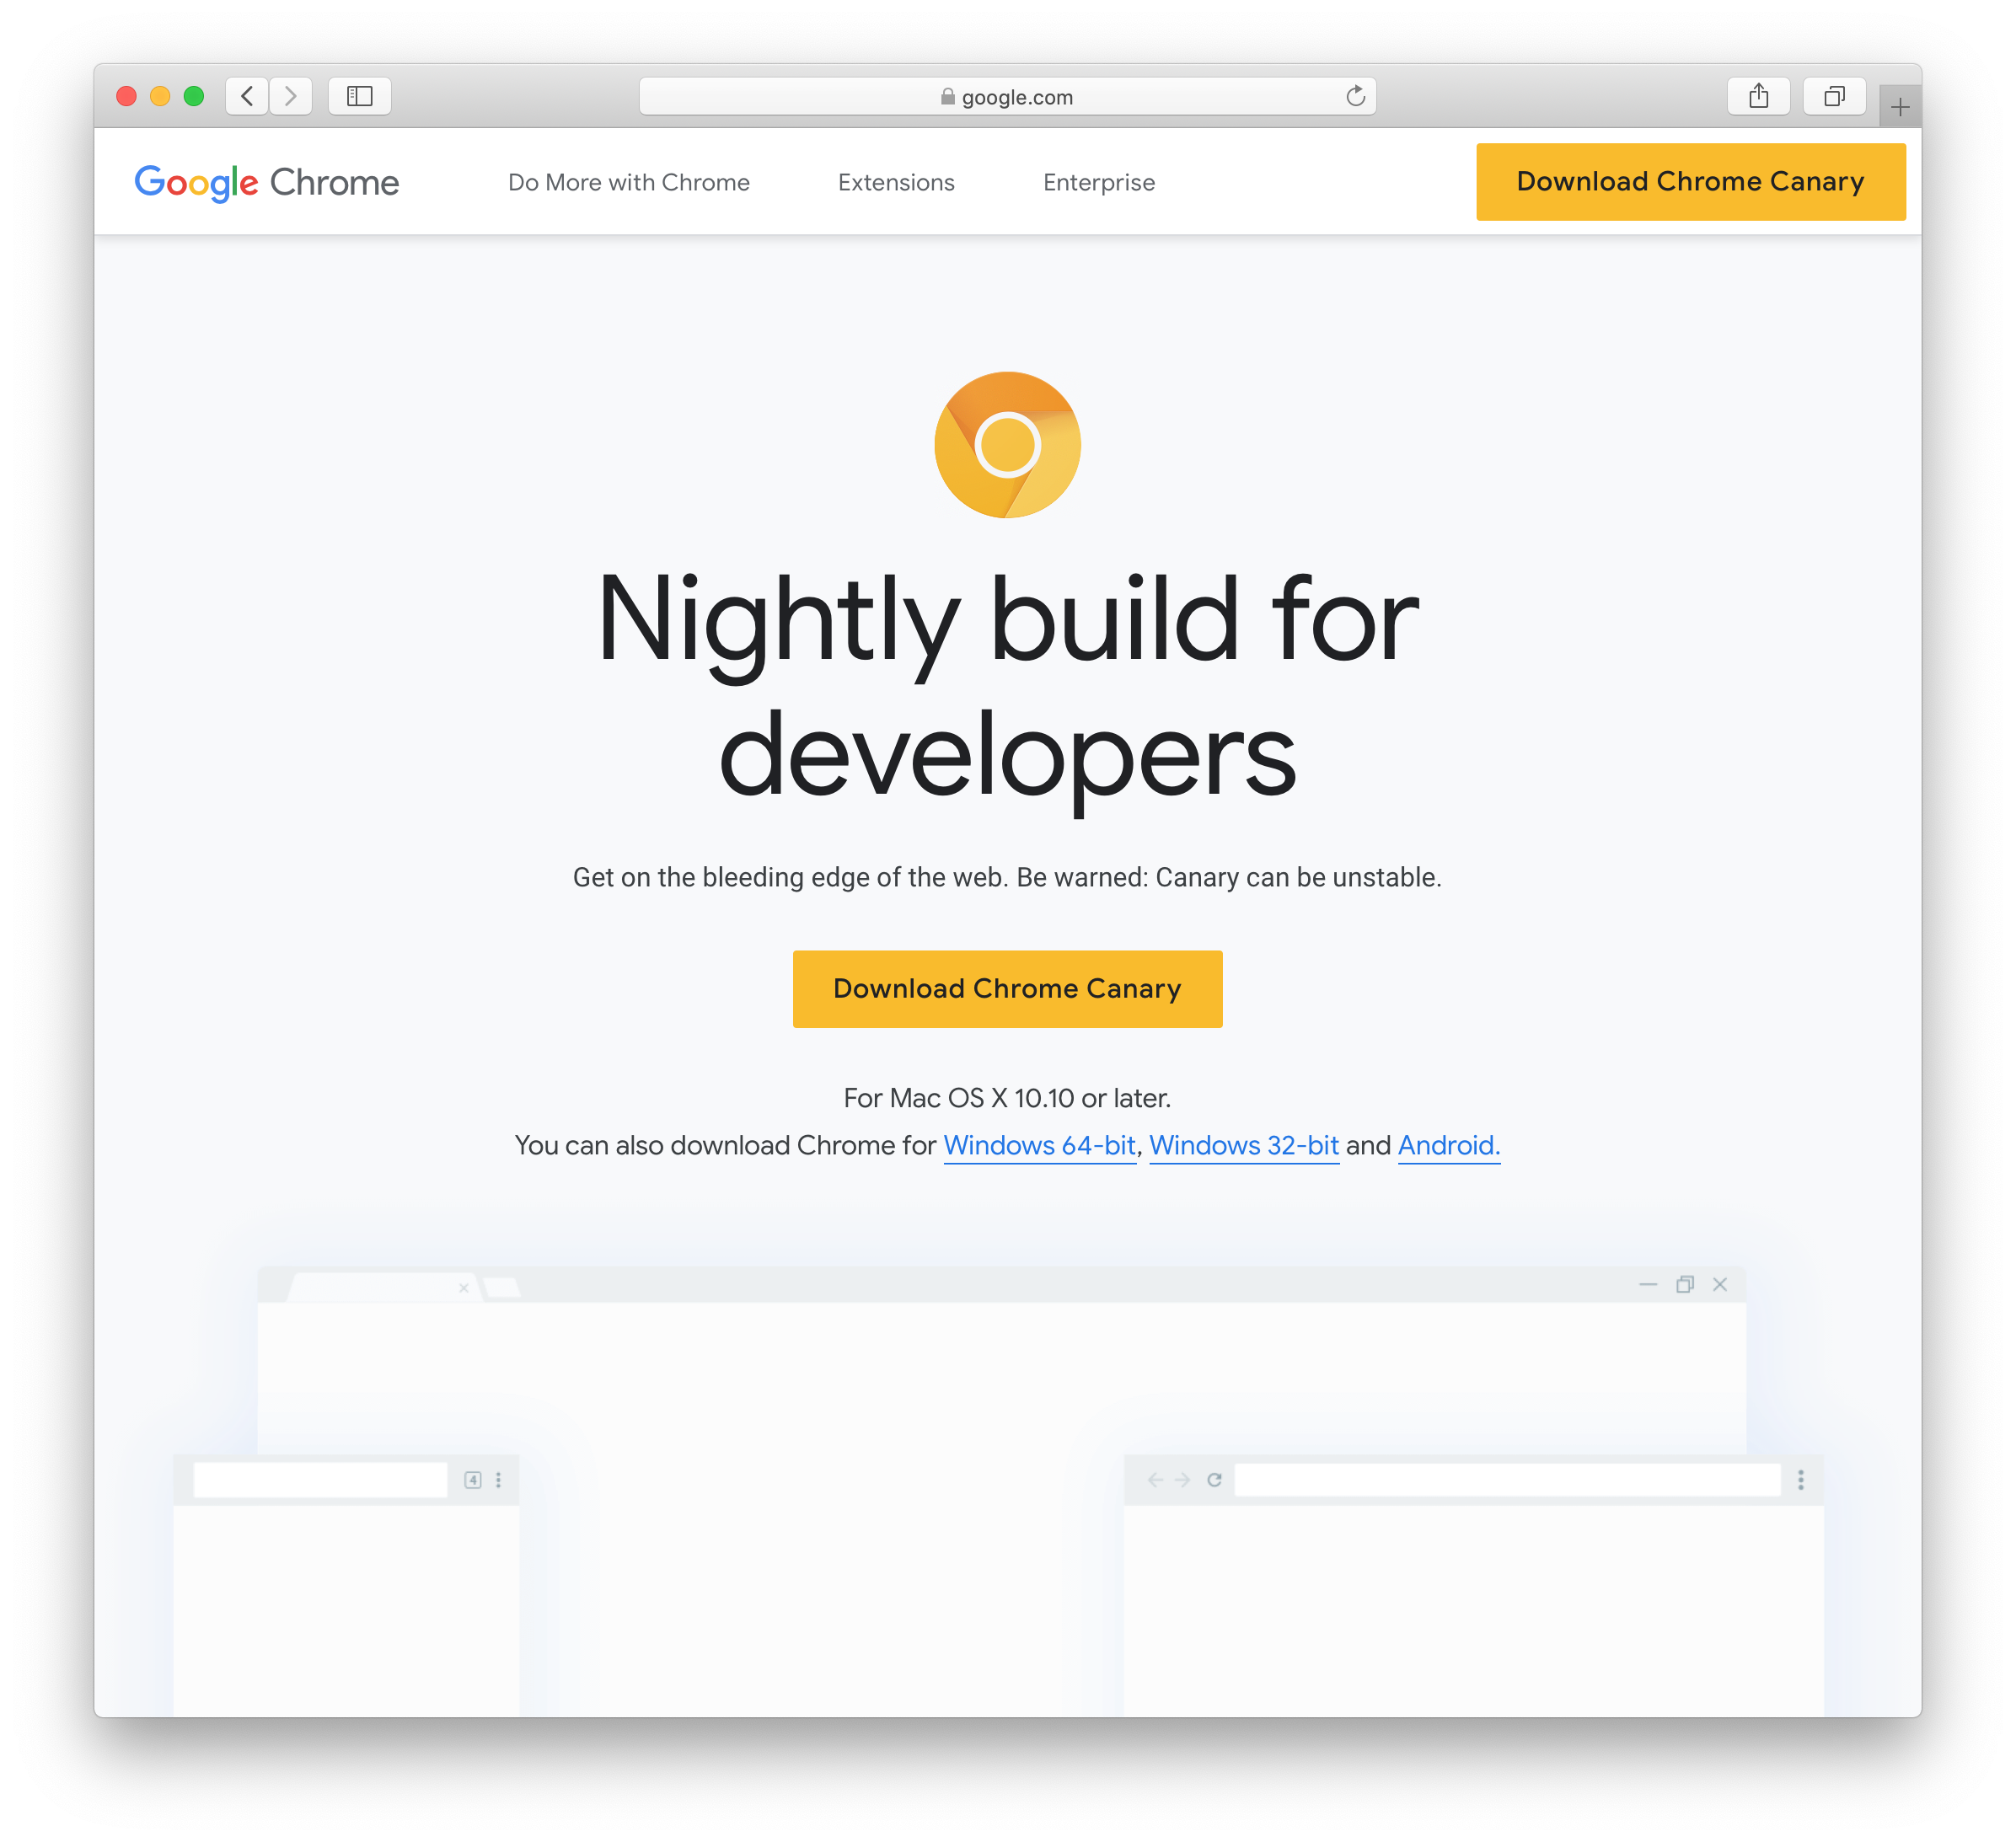 google.com
Google Chrome
Do More with Chrome
Extensions
Enterprise
Download Chrome Canary
Nightly build for
developers
Get on the bleeding edge of the web. Be warned: Canary can be unstable.
Download Chrome Canary
For Mac OS X 10.10 or later.
You can also download Chrome for Windows 64-bit, Windows 32-bit and Android.
4